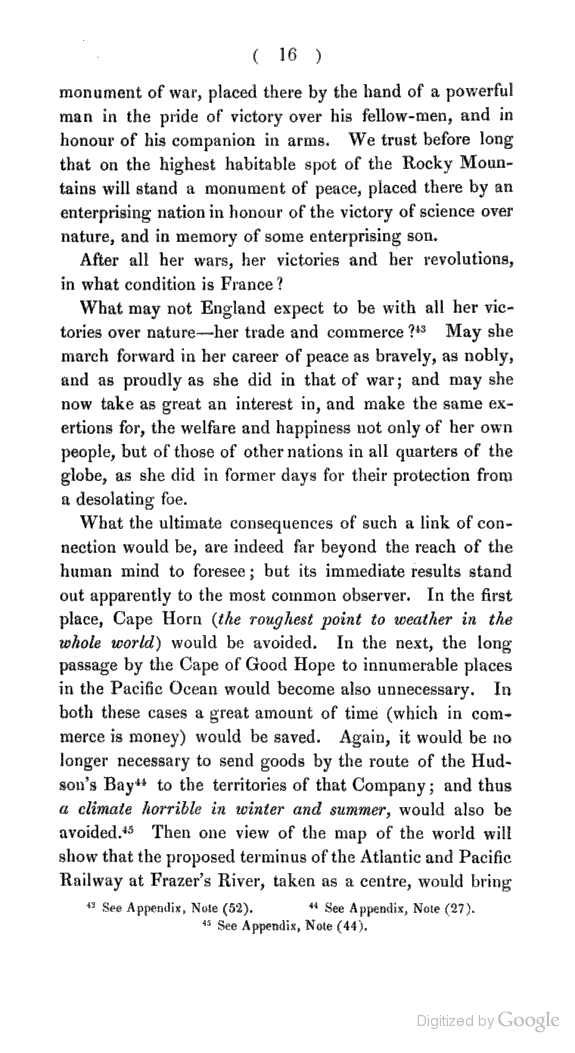 ( 16 )
monument of war, placed there by the hand of a powerful
man in the pride of victory over his fellow-men, and in
honour of his companion in arms. We trust before long
that on the highest habitable spot of the Rocky Moun-
tains will stand a monument of peace, placed there by an
enterprising nation in honour of the victory of science over
nature, and in memory of some enterprising son.
After all her wars, her victories and her revolutions,
in what condition is France?
What may not England expect to be with all her vic-
tories over nature—her trade and commerce?⁴³ May she
march forward in her career of peace as bravely, as nobly,
and as proudly as she did in that of war; and may she
now take as great an interest in, and make the same ex-
ertions for, the welfare and happiness not only of her own
people, but of those of other nations in all quarters of the
globe, as she did in former days for their protection from
a desolating foe.
What the ultimate consequences of such a link of con-
nection would be, are indeed far beyond the reach of the
human mind to foresee; but its immediate results stand
out apparently to the most common observer. In the first
place, Cape Horn (the roughest point to weather in the
whole world) would be avoided. In the next, the long
passage by the Cape of Good Hope to innumerable places
in the Pacific Ocean would become also unnecessary. In
both these cases a great amount of time (which in com-
merce is money) would be saved. Again, it would be no
longer necessary to send goods by the route of the Hud-
son's Bay⁴⁴ to the territories of that Company; and thus
a climate horrible in winter and summer, would also be
avoided.⁴⁵ Then one view of the map of the world will
show that the proposed terminus of the Atlantic and Pacific
Railway at Frazer's River, taken as a centre, would bring
⁴³ See Appendix, Note (52). ⁴⁴ See Appendix, Note (27).
⁴⁵ See Appendix, Note (44).
Digitized by Google